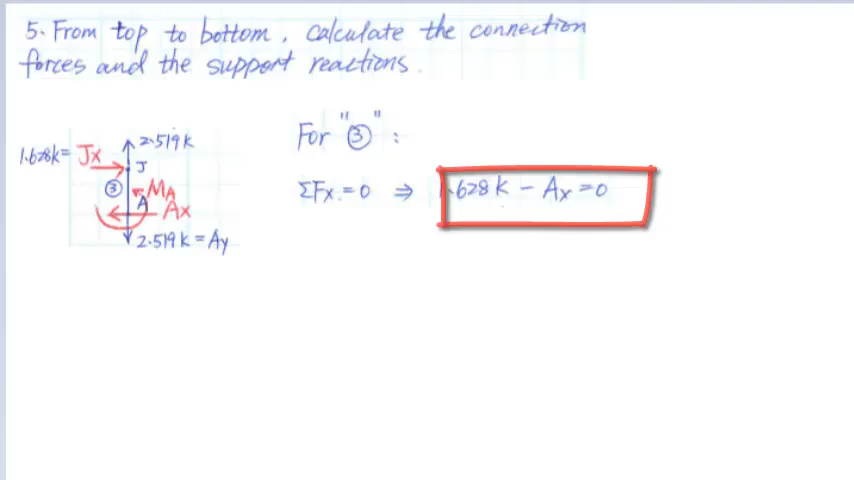 5. From top to bottom, calculate the connection
forces and the support reactions.
2.519k
1.628k = Jx
J
For "③" :
③
MA
ΣFx = 0 ⇒ 1.628k - Ax = 0
A
Ax
2.519k = Ay